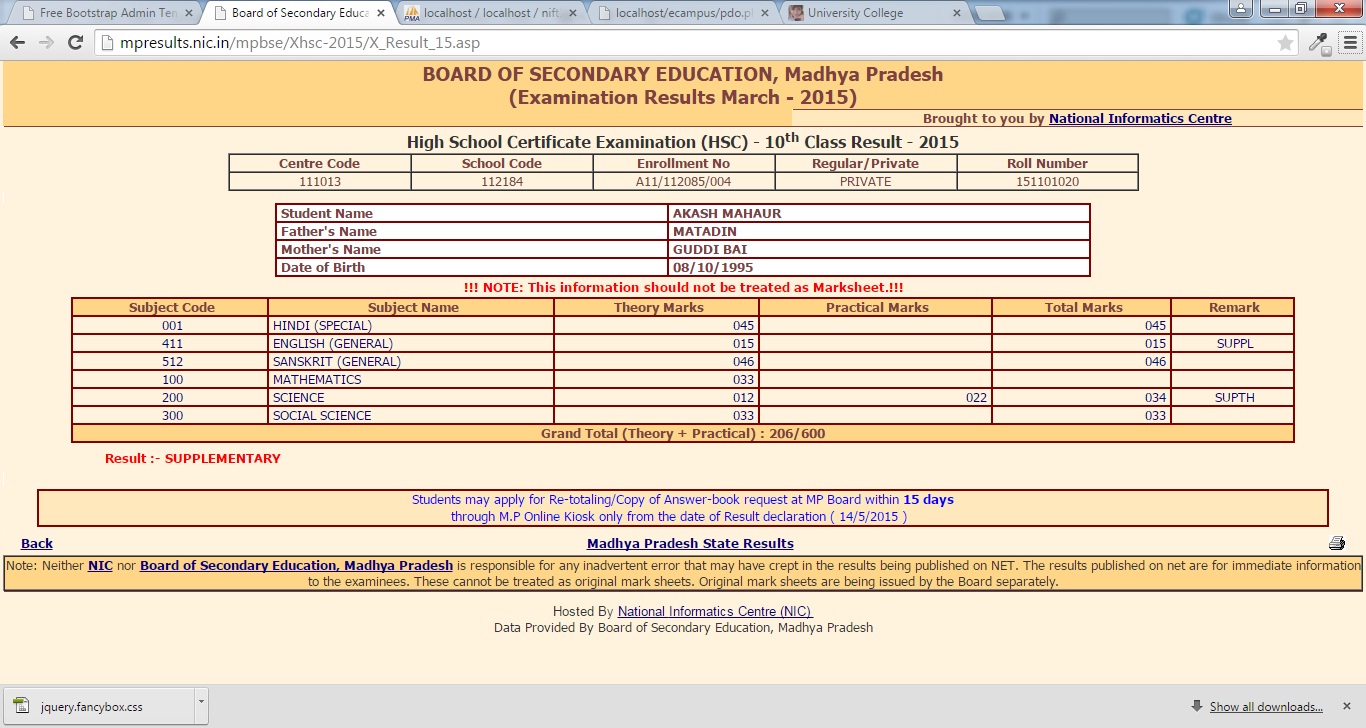 Free Bootstrap Admin Ten
Board of Secondary Educa
localhost / localhost / nift
localhost/ecampus/pdo.p
University College
mpresults.nic.in/mpbse/Xhsc-2015/X_Result_15.asp
BOARD OF SECONDARY EDUCATION, Madhya Pradesh
(Examination Results March - 2015)
Brought to you by National Informatics Centre
High School Certificate Examination (HSC) - 10th Class Result - 2015
Centre Code School Code Enrollment No Regular/Private Roll Number
111013 112184 A11/112085/004 PRIVATE 151101020
Student Name AKASH MAHAUR
Father's Name MATADIN
Mother's Name GUDDI BAI
Date of Birth 08/10/1995
!!! NOTE: This information should not be treated as Marksheet.!!!
Subject Code Subject Name Theory Marks Practical Marks Total Marks Remark
001 HINDI (SPECIAL) 045 045
411 ENGLISH (GENERAL) 015 015 SUPPL
512 SANSKRIT (GENERAL) 046 046
100 MATHEMATICS 033
200 SCIENCE 012 022 034 SUPTH
300 SOCIAL SCIENCE 033 033
Grand Total (Theory + Practical) : 206/600
Result :- SUPPLEMENTARY
Students may apply for Re-totaling/Copy of Answer-book request at MP Board within 15 days
through M.P Online Kiosk only from the date of Result declaration ( 14/5/2015 )
Back Madhya Pradesh State Results
Note: Neither NIC nor Board of Secondary Education, Madhya Pradesh is responsible for any inadvertent error that may have crept in the results being published on NET. The results published on net are for immediate information
to the examinees. These cannot be treated as original mark sheets. Original mark sheets are being issued by the Board separately.
Hosted By National Informatics Centre (NIC)
Data Provided By Board of Secondary Education, Madhya Pradesh
jquery.fancybox.css
Show all downloads...